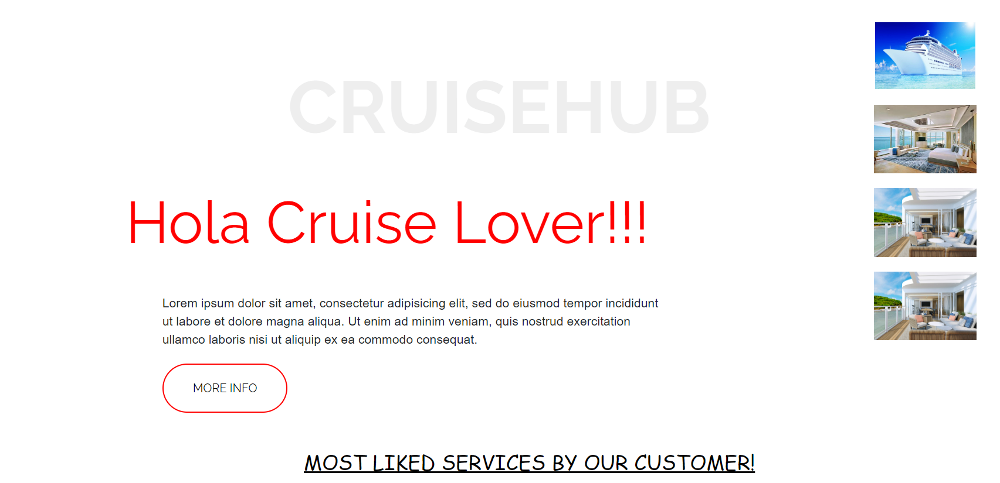 CRUISEHUB
Hola Cruise Lover!!!
Lorem ipsum dolor sit amet, consectetur adipisicing elit, sed do eiusmod tempor incididunt
ut labore et dolore magna aliqua. Ut enim ad minim veniam, quis nostrud exercitation
ullamco laboris nisi ut aliquip ex ea commodo consequat.
MORE INFO
MOST LIKED SERVICES BY OUR CUSTOMER!